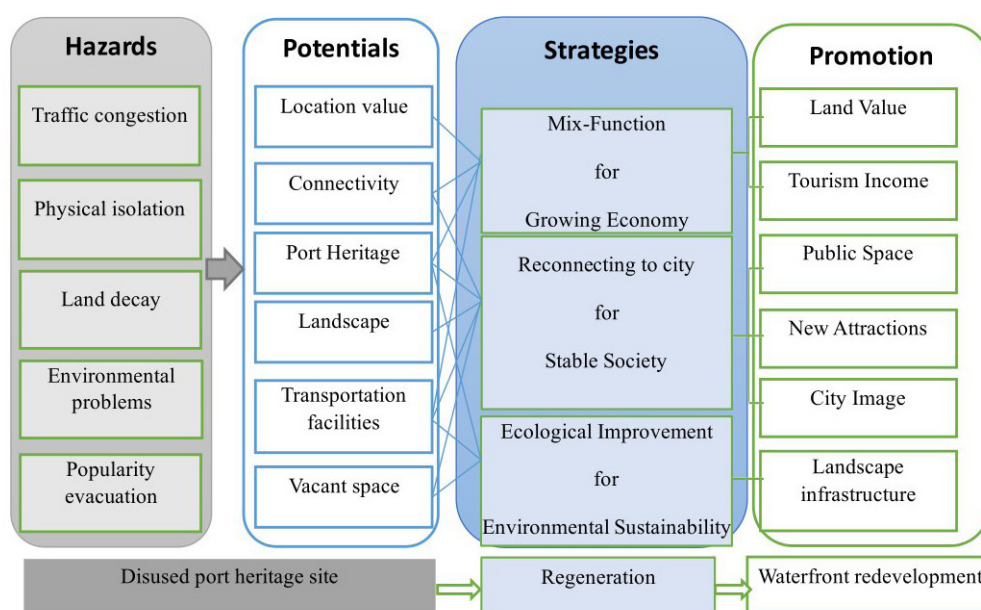 Hazards
Traffic congestion
Physical isolation
Land decay
Environmental
problems
Popularity
evacuation
Potentials
Location value
Connectivity
Port Heritage
Landscape
Transportation
facilities
Vacant space
Strategies
Mix-Function
for
Growing Economy
Reconnecting to city
for
Stable Society
Ecological Improvement
for
Environmental Sustainability
Promotion
Land Value
Tourism Income
Public Space
New Attractions
City Image
Landscape
infrastructure
Disused port heritage site
Regeneration
Waterfront redevelopment